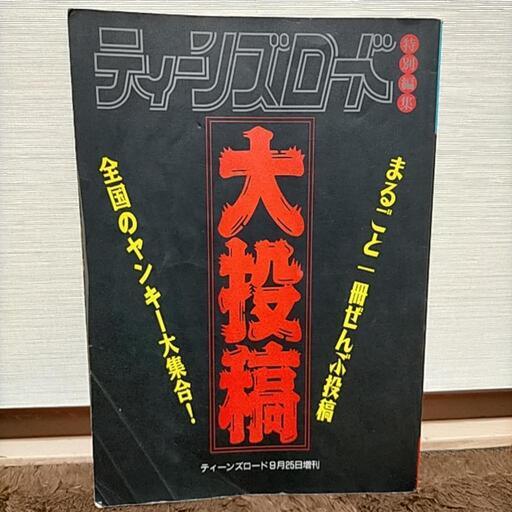 ティーンズロード
特別編集
まるごと一冊ぜんぶ投稿
大投稿
全国のヤンキー大集合!
ティーンズロード9月25日増刊